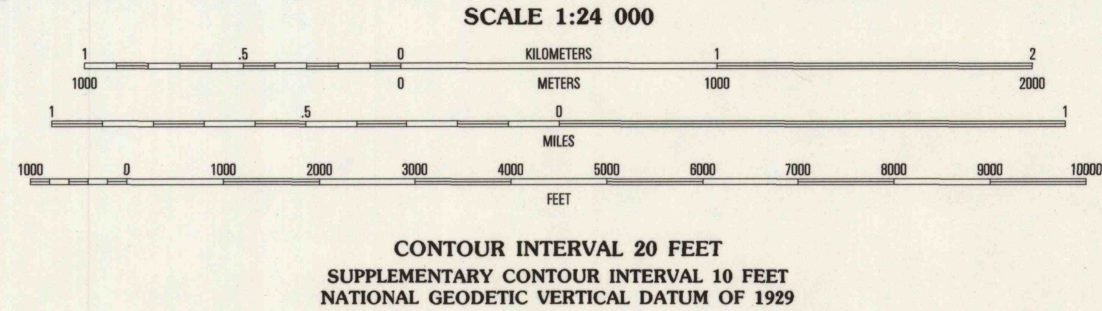 SCALE 1:24 000
1 .5 0 KILOMETERS 1 2
1000 0 METERS 1000 2000
1 .5 0 1
MILES
1000 0 1000 2000 3000 4000 5000 6000 7000 8000 9000 10000
FEET
CONTOUR INTERVAL 20 FEET
SUPPLEMENTARY CONTOUR INTERVAL 10 FEET
NATIONAL GEODETIC VERTICAL DATUM OF 1929